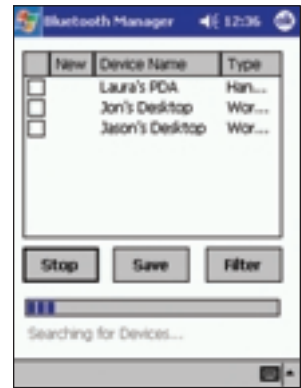 Bluetooth Manager 12:36
New Device Name Type
Laura's PDA Han...
Jon's Desktop Wor...
Jason's Desktop Wor...
Stop Save Filter
Searching for Devices...